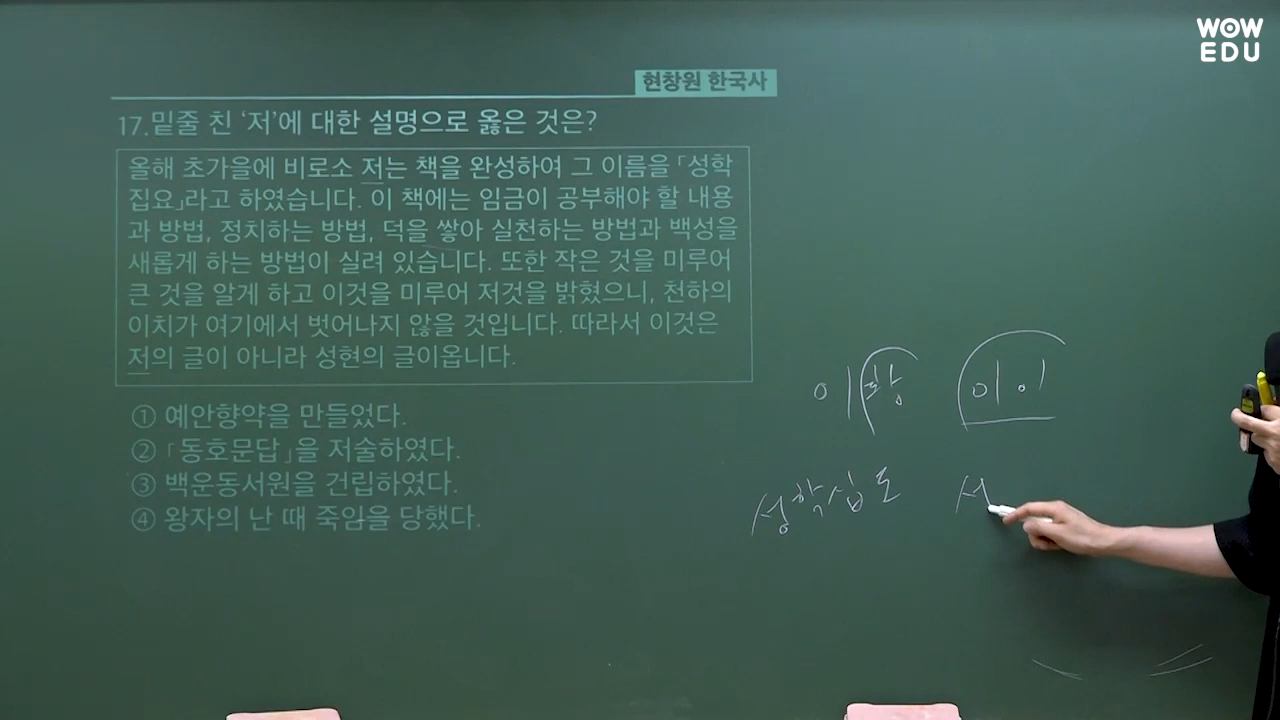 WOW
EDU
현창원 한국사
17.밑줄 친 '저'에 대한 설명으로 옳은 것은?
올해 초가을에 비로소 저는 책을 완성하여 그 이름을 「성학
집요」라고 하였습니다. 이 책에는 임금이 공부해야 할 내용
과 방법, 정치하는 방법, 덕을 쌓아 실천하는 방법과 백성을
새롭게 하는 방법이 실려 있습니다. 또한 작은 것을 미루어
큰 것을 알게 하고 이것을 미루어 저것을 밝혔으니, 천하의
이치가 여기에서 벗어나지 않을 것입니다. 따라서 이것은
저의 글이 아니라 성현의 글이옵니다.
① 예안향약을 만들었다.
② 「동호문답」을 저술하였다.
③ 백운동서원을 건립하였다.
④ 왕자의 난 때 죽임을 당했다.
이황 이이
성학십도 서